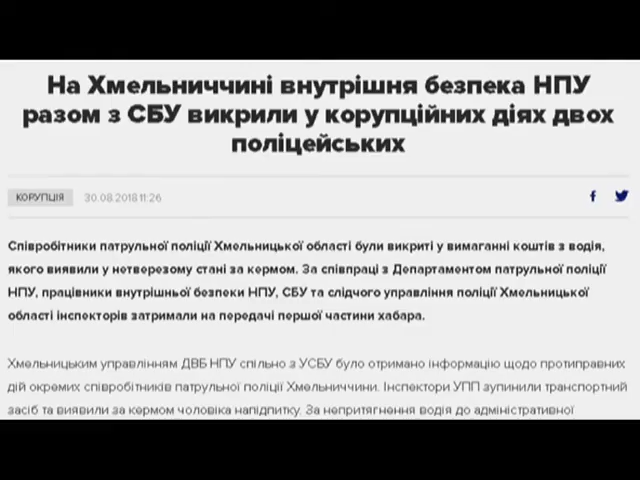 На Хмельниччині внутрішня безпека НПУ
разом з СБУ викрили у корупційних діях двох
поліцейських
КОРУПЦІЯ 30.08.2018 11:26
Співробітники патрульної поліції Хмельницької області були викриті у вимаганні коштів з водія,
якого виявили у нетверезому стані за кермом. За співпраці з Департаментом патрульної поліції
НПУ, працівники внутрішньої безпеки НПУ, СБУ та слідчого управління поліції Хмельницької
області інспекторів затримали на передачі першої частини хабара.
Хмельницьким управлінням ДВБ НПУ спільно з УСБУ було отримано інформацію щодо протиправних
дій окремих співробітників патрульної поліції Хмельниччини. Інспектори УПП зупинили транспортний
засіб та виявили за кермом чоловіка напідпитку. За непритягнення водія до адміністративної